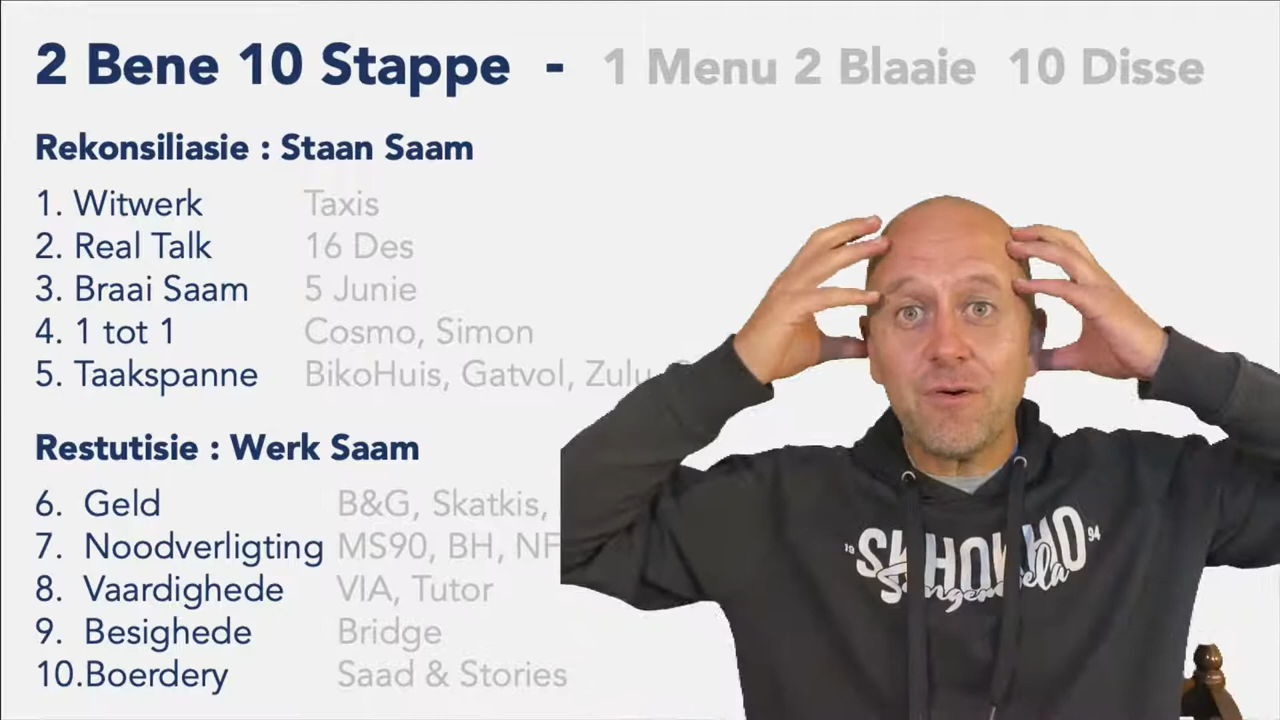 2 Bene 10 Stappe - 1 Menu 2 Blaaie 10 Disse
Rekonsiliasie : Staan Saam
1. Witwerk Taxis
2. Real Talk 16 Des
3. Braai Saam 5 Junie
4. 1 tot 1 Cosmo, Simon
5. Taakspanne BikoHuis, Gatvol, Zulu
Restutisie : Werk Saam
6. Geld B&G, Skatkis,
7. Noodverligting MS90, BH, NF
8. Vaardighede VIA, Tutor
9. Besighede Bridge
10.Boerdery Saad & Stories
19 94